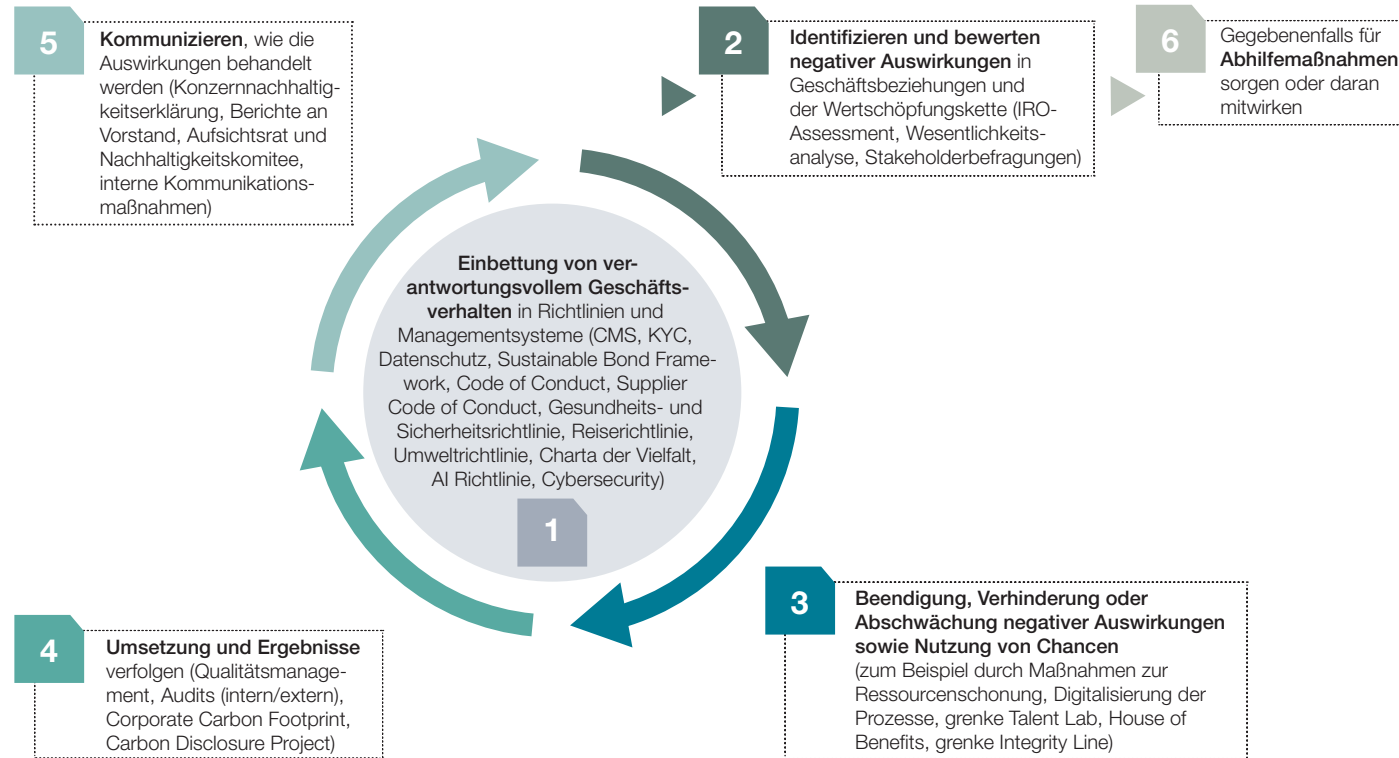 5
Kommunizieren, wie die
Auswirkungen behandelt
werden (Konzernnachhaltig-
keitserklärung, Berichte an
Vorstand, Aufsichtsrat und
Nachhaltigkeitskomitee,
interne Kommunikations-
maßnahmen)
2
Identifizieren und bewerten
negativer Auswirkungen in
Geschäftsbeziehungen und
der Wertschöpfungskette (IRO-
Assessment, Wesentlichkeits-
analyse, Stakeholderbefragungen)
6
Gegebenenfalls für
Abhilfemaßnahmen
sorgen oder daran
mitwirken
Einbettung von ver-
antwortungsvollem Geschäfts-
verhalten in Richtlinien und
Managementsysteme (CMS, KYC,
Datenschutz, Sustainable Bond Frame-
work, Code of Conduct, Supplier
Code of Conduct, Gesundheits- und
Sicherheitsrichtlinie, Reiserichtlinie,
Umweltrichtlinie, Charta der Vielfalt,
AI Richtlinie, Cybersecurity)
1
4
Umsetzung und Ergebnisse
verfolgen (Qualitätsmanage-
ment, Audits (intern/extern),
Corporate Carbon Footprint,
Carbon Disclosure Project)
3
Beendigung, Verhinderung oder
Abschwächung negativer Auswirkungen
sowie Nutzung von Chancen
(zum Beispiel durch Maßnahmen zur
Ressourcenschonung, Digitalisierung der
Prozesse, grenke Talent Lab, House of
Benefits, grenke Integrity Line)